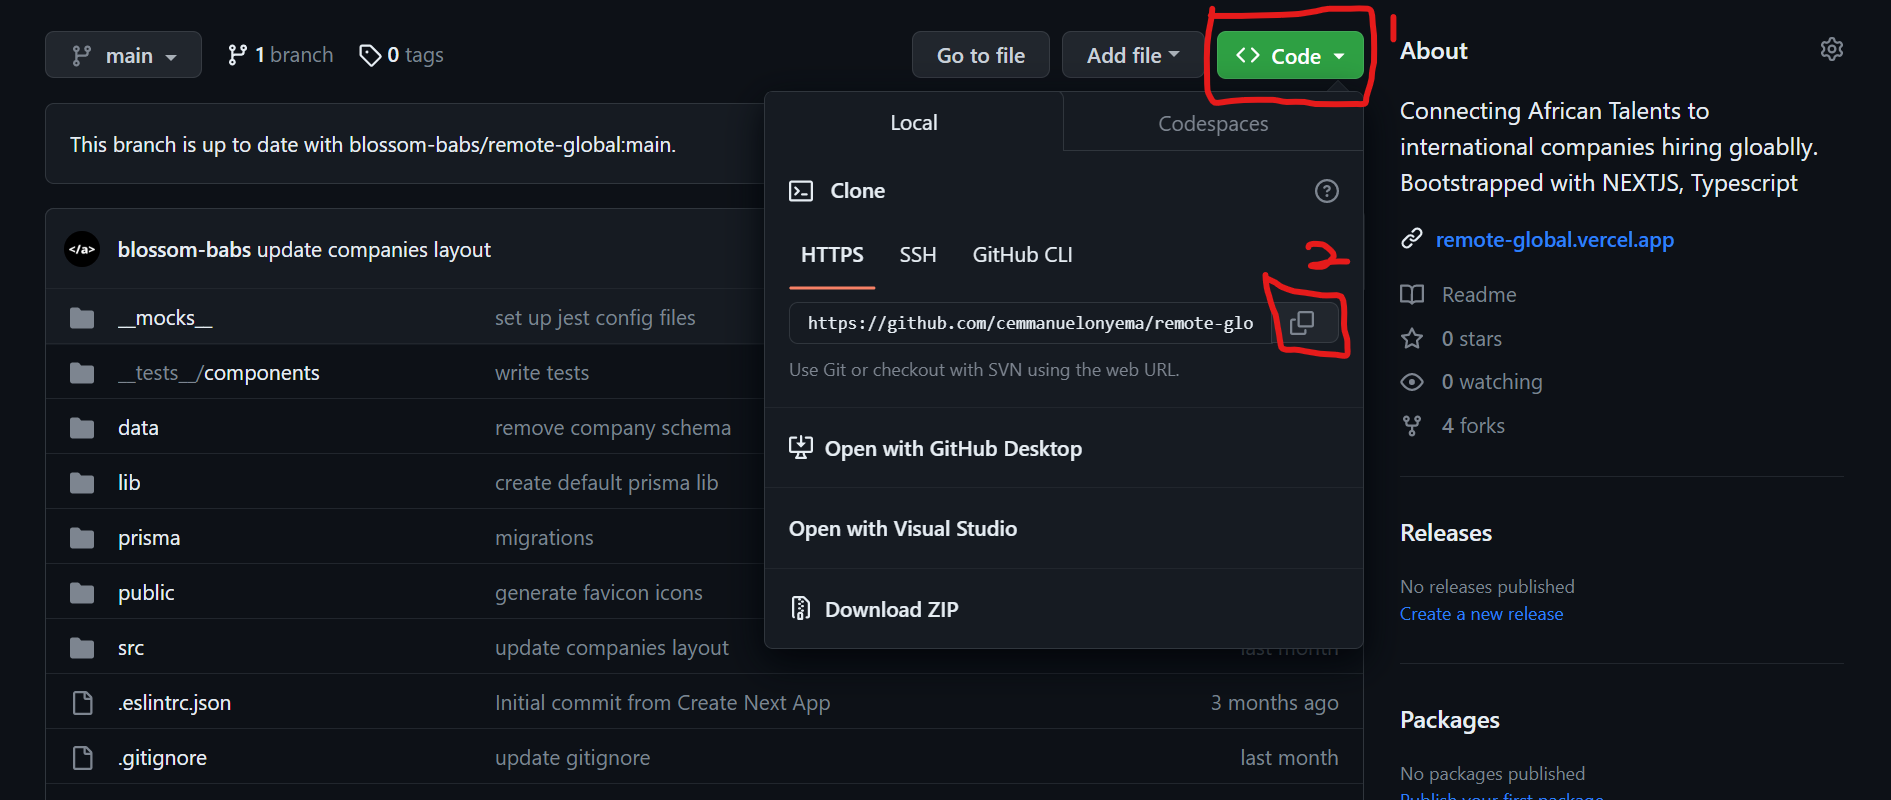 main
1 branch
0 tags
Go to file
Add file
Code
1
This branch is up to date with blossom-babs/remote-global:main.
</a>
blossom-babs update companies layout
__mocks__
set up jest config files
__tests__/components
write tests
data
remove company schema
lib
create default prisma lib
prisma
migrations
public
generate favicon icons
src
update companies layout
last month
.eslintrc.json
Initial commit from Create Next App
3 months ago
.gitignore
update gitignore
last month
Local
Codespaces
Clone
HTTPS
SSH
GitHub CLI
2
https://github.com/cemmanuelonyema/remote-glo
Use Git or checkout with SVN using the web URL.
Open with GitHub Desktop
Open with Visual Studio
Download ZIP
About
Connecting African Talents to
international companies hiring gloablly.
Bootstrapped with NEXTJS, Typescript
remote-global.vercel.app
Readme
0 stars
0 watching
4 forks
Releases
No releases published
Create a new release
Packages
No packages published
Publish your first package